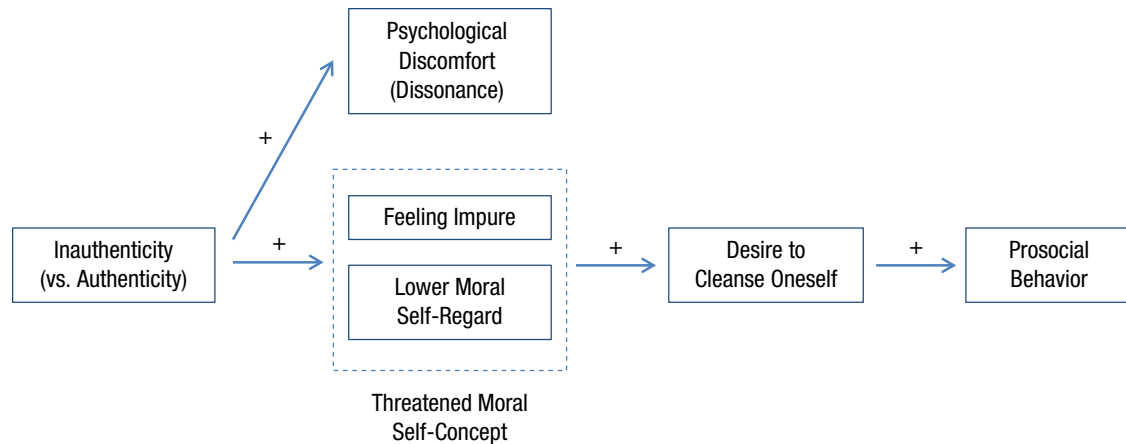 Psychological
Discomfort
(Dissonance)
+
Inauthenticity
(vs. Authenticity)
+
Feeling Impure
Lower Moral
Self-Regard
Threatened Moral
Self-Concept
+
Desire to
Cleanse Oneself
+
Prosocial
Behavior